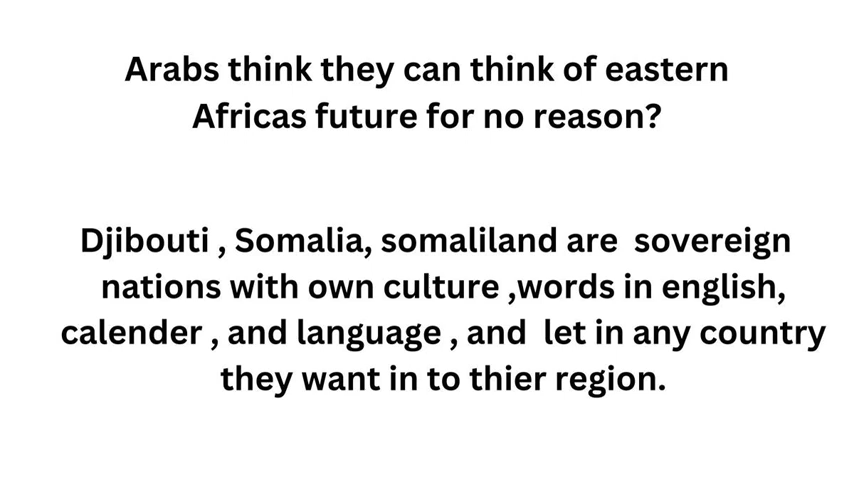 Arabs think they can think of eastern
Africas future for no reason?
Djibouti , Somalia, somaliland are  sovereign
nations with own culture ,words in english,
calender , and language , and  let in any country
they want in to thier region.